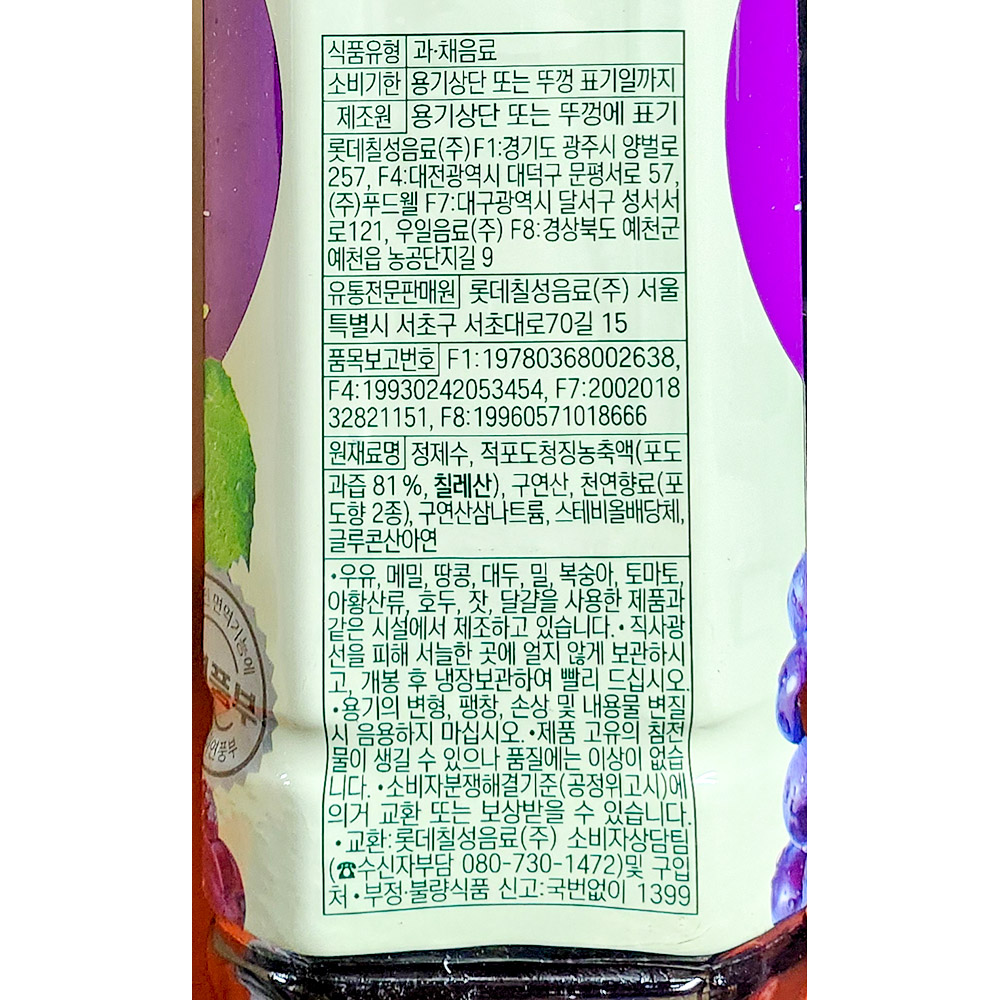 식품유형 과·채음료
소비기한 용기상단 또는 뚜껑 표기일까지
제조원 용기상단 또는 뚜껑에 표기
롯데칠성음료(주)F1:경기도 광주시 양벌로
257, F4:대전광역시 대덕구 문평서로 57,
(주)푸드웰 F7:대구광역시 달서구 성서서
로121, 우일음료(주) F8:경상북도 예천군
예천읍 농공단지길 9
유통전문판매원 롯데칠성음료(주) 서울
특별시 서초구 서초대로70길 15
품목보고번호 F1:19780368002638,
F4:19930242053454, F7:2002018
32821151, F8:19960571018666
원재료명 정제수, 적포도청징농축액(포도
과즙 81%, 칠레산), 구연산, 천연향료(포
도향 2종), 구연산삼나트륨, 스테비올배당체,
글루콘산아연
•우유, 메밀, 땅콩, 대두, 밀, 복숭아, 토마토,
아황산류, 호두, 잣, 달걀을 사용한 제품과
같은 시설에서 제조하고 있습니다.•직사광
선을 피해 서늘한 곳에 얼지 않게 보관하시
고, 개봉 후 냉장보관하여 빨리 드십시오.
•용기의 변형, 팽창, 손상 및 내용물 변질
시 음용하지 마십시오.•제품 고유의 침전
물이 생길 수 있으나 품질에는 이상이 없습
니다. •소비자분쟁해결기준(공정위고시)에
의거 교환 또는 보상받을 수 있습니다.
•교환:롯데칠성음료(주) 소비자상담팀
(☎수신자부담 080-730-1472)및 구입
처•부정·불량식품 신고:국번없이 1399
면역기능에